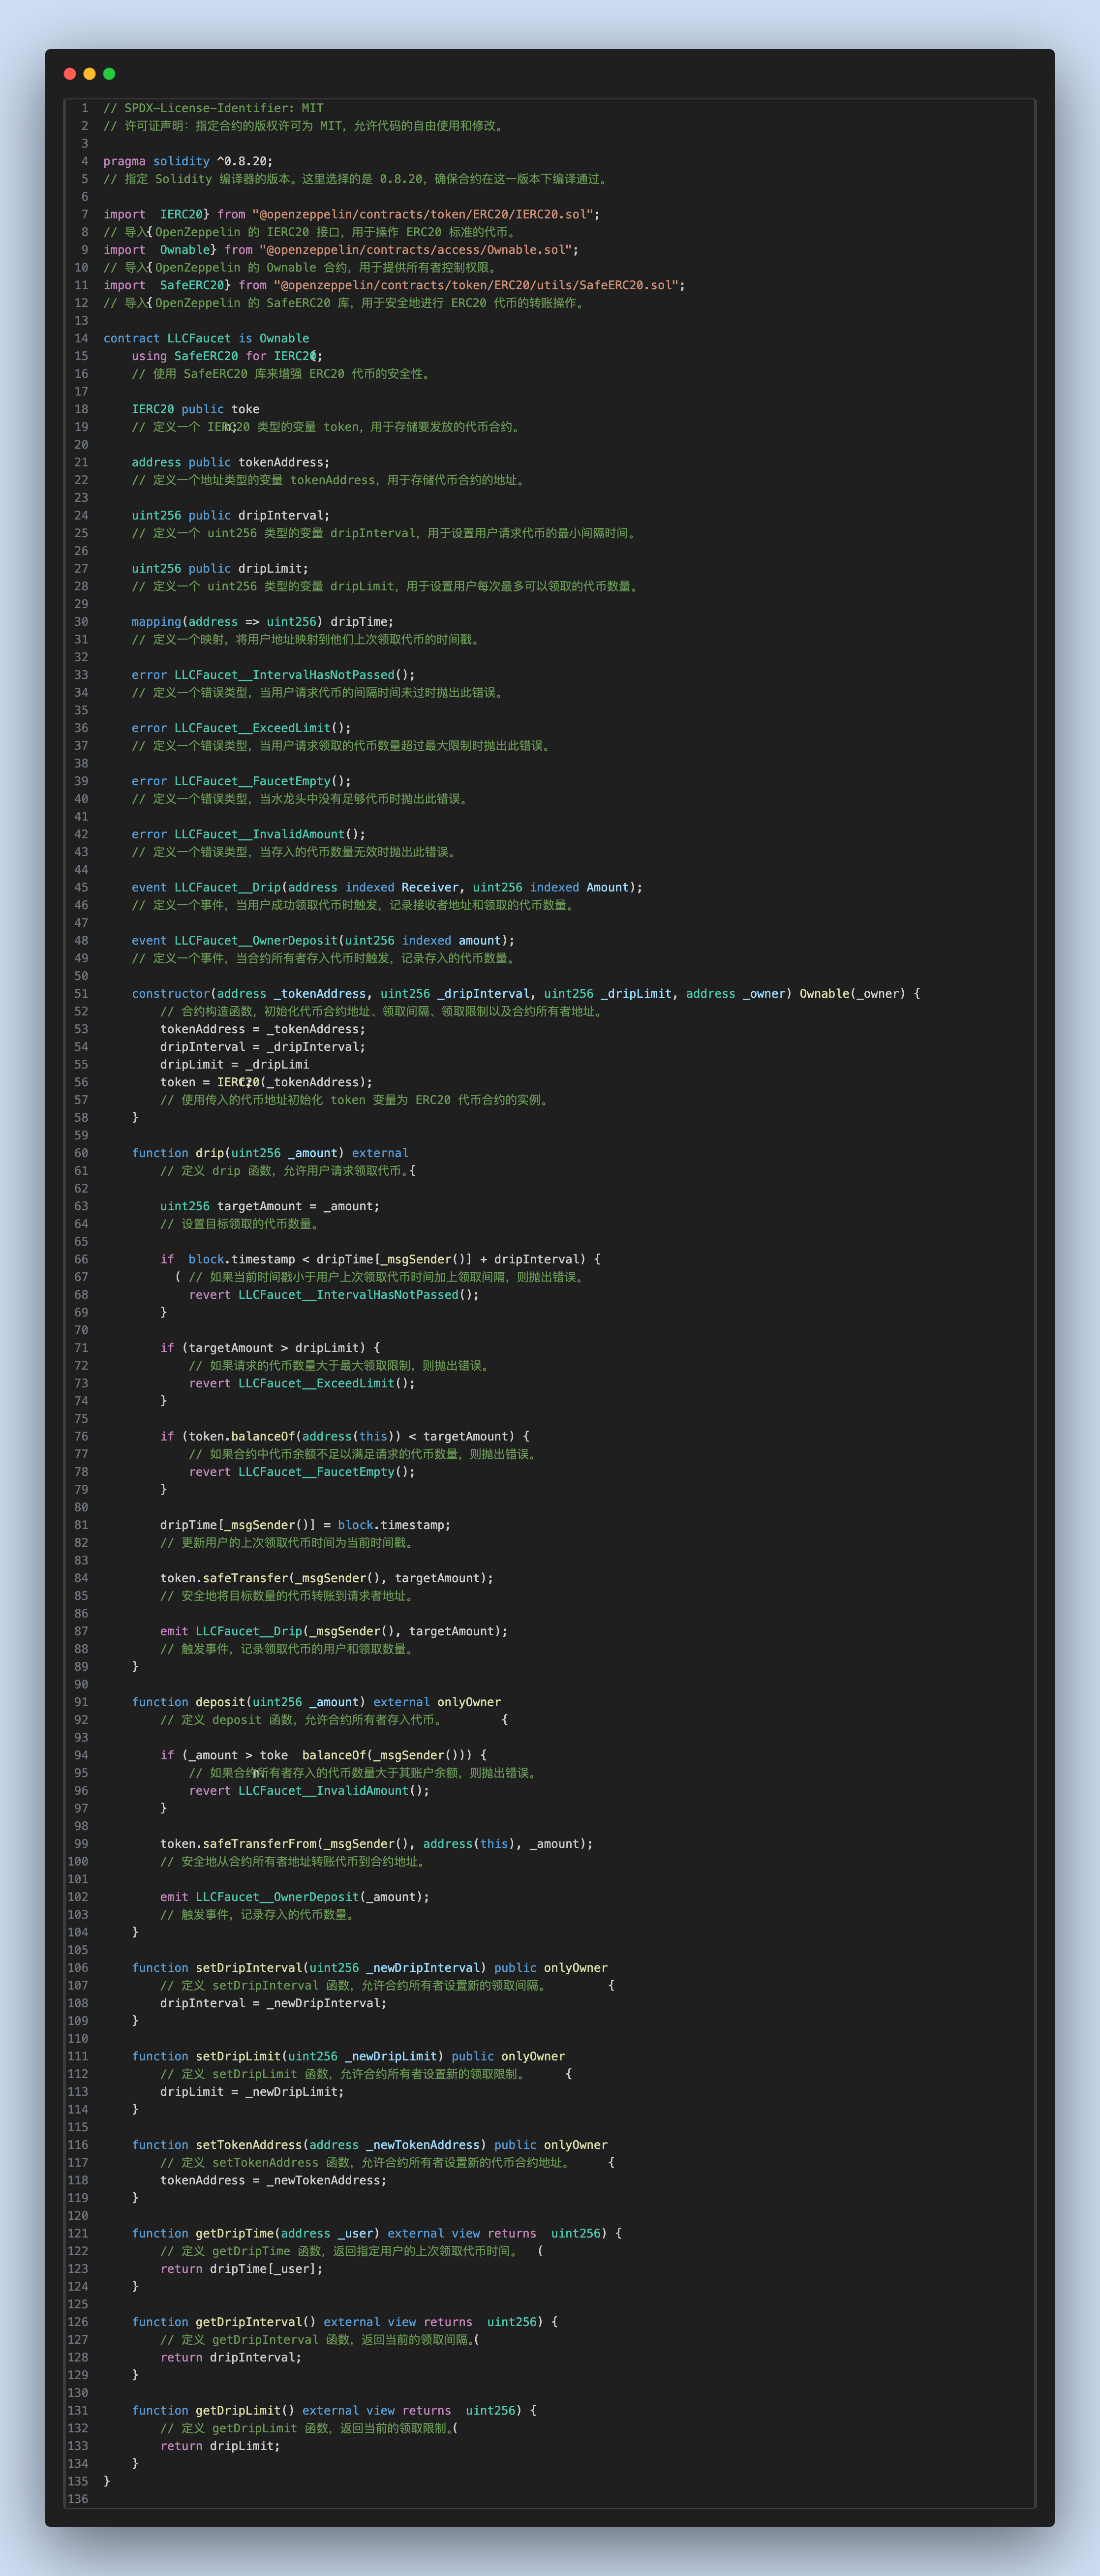 1 // SPDX-License-Identifier: MIT
2 // 许可证声明：指定合约的版权许可为 MIT，允许代码的自由使用和修改。
3
4 pragma solidity ^0.8.20;
5 // 指定 Solidity 编译器的版本。这里选择的是 0.8.20，确保合约在这一版本下编译通过。
6
7 import  IERC20} from "@openzeppelin/contracts/token/ERC20/IERC20.sol";
8 // 导入{OpenZeppelin 的 IERC20 接口，用于操作 ERC20 标准的代币。
9 import  Ownable} from "@openzeppelin/contracts/access/Ownable.sol";
10 // 导入{OpenZeppelin 的 Ownable 合约，用于提供所有者控制权限。
11 import  SafeERC20} from "@openzeppelin/contracts/token/ERC20/utils/SafeERC20.sol";
12 // 导入{OpenZeppelin 的 SafeERC20 库，用于安全地进行 ERC20 代币的转账操作。
13
14 contract LLCFaucet is Ownable
15     using SafeERC20 for IERC20;
16     // 使用 SafeERC20 库来增强 ERC20 代币的安全性。
17
18     IERC20 public toke
19     // 定义一个 IERC20 类型的变量 token，用于存储要发放的代币合约。
20
21     address public tokenAddress;
22     // 定义一个地址类型的变量 tokenAddress，用于存储代币合约的地址。
23
24     uint256 public dripInterval;
25     // 定义一个 uint256 类型的变量 dripInterval，用于设置用户请求代币的最小间隔时间。
26
27     uint256 public dripLimit;
28     // 定义一个 uint256 类型的变量 dripLimit，用于设置用户每次最多可以领取的代币数量。
29
30     mapping(address => uint256) dripTime;
31     // 定义一个映射，将用户地址映射到他们上次领取代币的时间戳。
32
33     error LLCFaucet__IntervalHasNotPassed();
34     // 定义一个错误类型，当用户请求代币的间隔时间未过时抛出此错误。
35
36     error LLCFaucet__ExceedLimit();
37     // 定义一个错误类型，当用户请求领取的代币数量超过最大限制时抛出此错误。
38
39     error LLCFaucet__FaucetEmpty();
40     // 定义一个错误类型，当水龙头中没有足够代币时抛出此错误。
41
42     error LLCFaucet__InvalidAmount();
43     // 定义一个错误类型，当存入的代币数量无效时抛出此错误。
44
45     event LLCFaucet__Drip(address indexed Receiver, uint256 indexed Amount);
46     // 定义一个事件，当用户成功领取代币时触发，记录接收者地址和领取的代币数量。
47
48     event LLCFaucet__OwnerDeposit(uint256 indexed amount);
49     // 定义一个事件，当合约所有者存入代币时触发，记录存入的代币数量。
50
51     constructor(address _tokenAddress, uint256 _dripInterval, uint256 _dripLimit, address _owner) Ownable(_owner) {
52         // 合约构造函数，初始化代币合约地址、领取间隔、领取限制以及合约所有者地址。
53         tokenAddress = _tokenAddress;
54         dripInterval = _dripInterval;
55         dripLimit = _dripLimi
56         token = IERC20(_tokenAddress);
57         // 使用传入的代币地址初始化 token 变量为 ERC20 代币合约的实例。
58     }
59
60     function drip(uint256 _amount) external
61         // 定义 drip 函数，允许用户请求领取代币。{
62
63         uint256 targetAmount = _amount;
64         // 设置目标领取的代币数量。
65
66         if  block.timestamp < dripTime[_msgSender()] + dripInterval) {
67           ( // 如果当前时间戳小于用户上次领取代币时间加上领取间隔，则抛出错误。
68             revert LLCFaucet__IntervalHasNotPassed();
69         }
70
71         if (targetAmount > dripLimit) {
72             // 如果请求的代币数量大于最大领取限制，则抛出错误。
73             revert LLCFaucet__ExceedLimit();
74         }
75
76         if (token.balanceOf(address(this)) < targetAmount) {
77             // 如果合约中代币余额不足以满足请求的代币数量，则抛出错误。
78             revert LLCFaucet__FaucetEmpty();
79         }
80
81         dripTime[_msgSender()] = block.timestamp;
82         // 更新用户的上次领取代币时间为当前时间戳。
83
84         token.safeTransfer(_msgSender(), targetAmount);
85         // 安全地将目标数量的代币转账到请求者地址。
86
87         emit LLCFaucet__Drip(_msgSender(), targetAmount);
88         // 触发事件，记录领取代币的用户和领取数量。
89     }
90
91     function deposit(uint256 _amount) external onlyOwner
92         // 定义 deposit 函数，允许合约所有者存入代币。        {
93
94         if (_amount > toke  balanceOf(_msgSender())) {
95             // 如果合约所有者存入的代币数量大于其账户余额，则抛出错误。
96             revert LLCFaucet__InvalidAmount();
97         }
98
99         token.safeTransferFrom(_msgSender(), address(this), _amount);
100         // 安全地从合约所有者地址转账代币到合约地址。
101
102         emit LLCFaucet__OwnerDeposit(_amount);
103         // 触发事件，记录存入的代币数量。
104     }
105
106     function setDripInterval(uint256 _newDripInterval) public onlyOwner
107         // 定义 setDripInterval 函数，允许合约所有者设置新的领取间隔。        {
108         dripInterval = _newDripInterval;
109     }
110
111     function setDripLimit(uint256 _newDripLimit) public onlyOwner
112         // 定义 setDripLimit 函数，允许合约所有者设置新的领取限制。     {
113         dripLimit = _newDripLimit;
114     }
115
116     function setTokenAddress(address _newTokenAddress) public onlyOwner
117         // 定义 setTokenAddress 函数，允许合约所有者设置新的代币合约地址。     {
118         tokenAddress = _newTokenAddress;
119     }
120
121     function getDripTime(address _user) external view returns  uint256) {
122         // 定义 getDripTime 函数，返回指定用户的上次领取代币时间。  (
123         return dripTime[_user];
124     }
125
126     function getDripInterval() external view returns  uint256) {
127         // 定义 getDripInterval 函数，返回当前的领取间隔。(
128         return dripInterval;
129     }
130
131     function getDripLimit() external view returns  uint256) {
132         // 定义 getDripLimit 函数，返回当前的领取限制。(
133         return dripLimit;
134     }
135 }
136